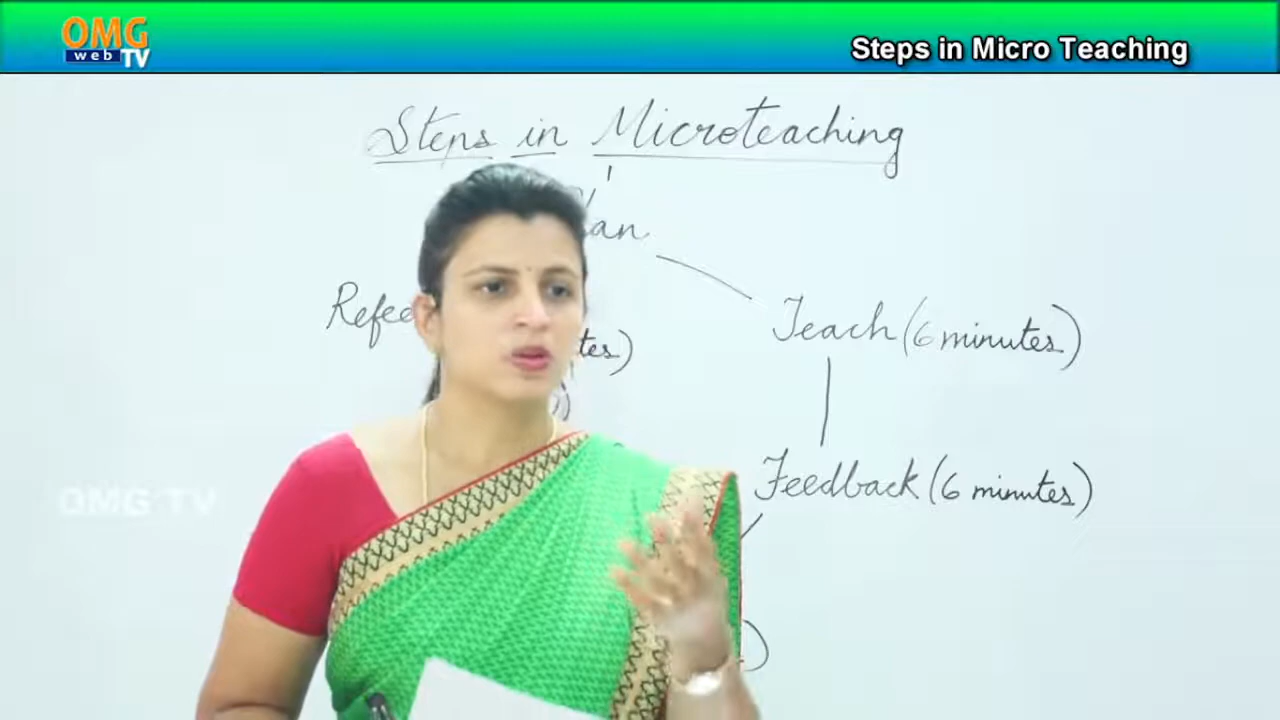 OMG
web TV
Steps in Micro Teaching
Steps in Microteaching
Teach (6 minutes)
Feedback (6 minutes)
OMG TV